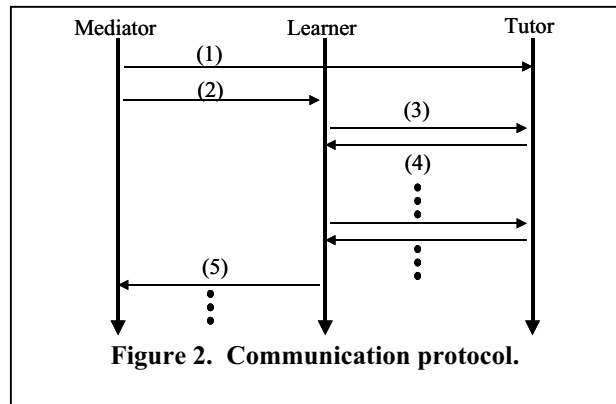 Mediator Learner Tutor
(1)
(2)
(3)
(4)
(5)
Figure 2. Communication protocol.